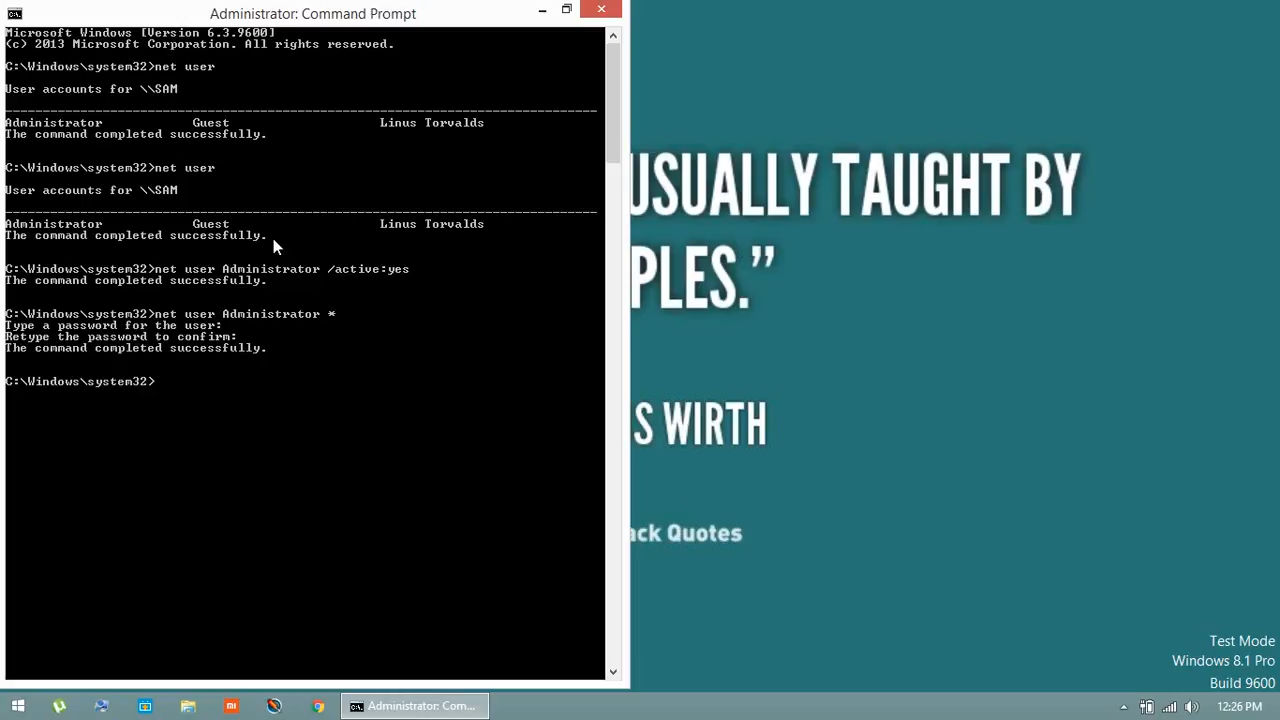 Administrator: Command Prompt
Microsoft Windows [Version 6.3.9600]
(c) 2013 Microsoft Corporation. All rights reserved.
C:\Windows\system32>net user
User accounts for \\SAM
-------------------------------------------------------------------------------
Administrator Guest Linus Torvalds
The command completed successfully.
C:\Windows\system32>net user
User accounts for \\SAM
-------------------------------------------------------------------------------
Administrator Guest Linus Torvalds
The command completed successfully.
C:\Windows\system32>net user Administrator /active:yes
The command completed successfully.
C:\Windows\system32>net user Administrator *
Type a password for the user:
Retype the password to confirm:
The command completed successfully.
C:\Windows\system32>
USUALLY TAUGHT BY
PLES.”
S WIRTH
ack Quotes
Test Mode
Windows 8.1 Pro
Build 9600
Administrator: Com...
12:26 PM